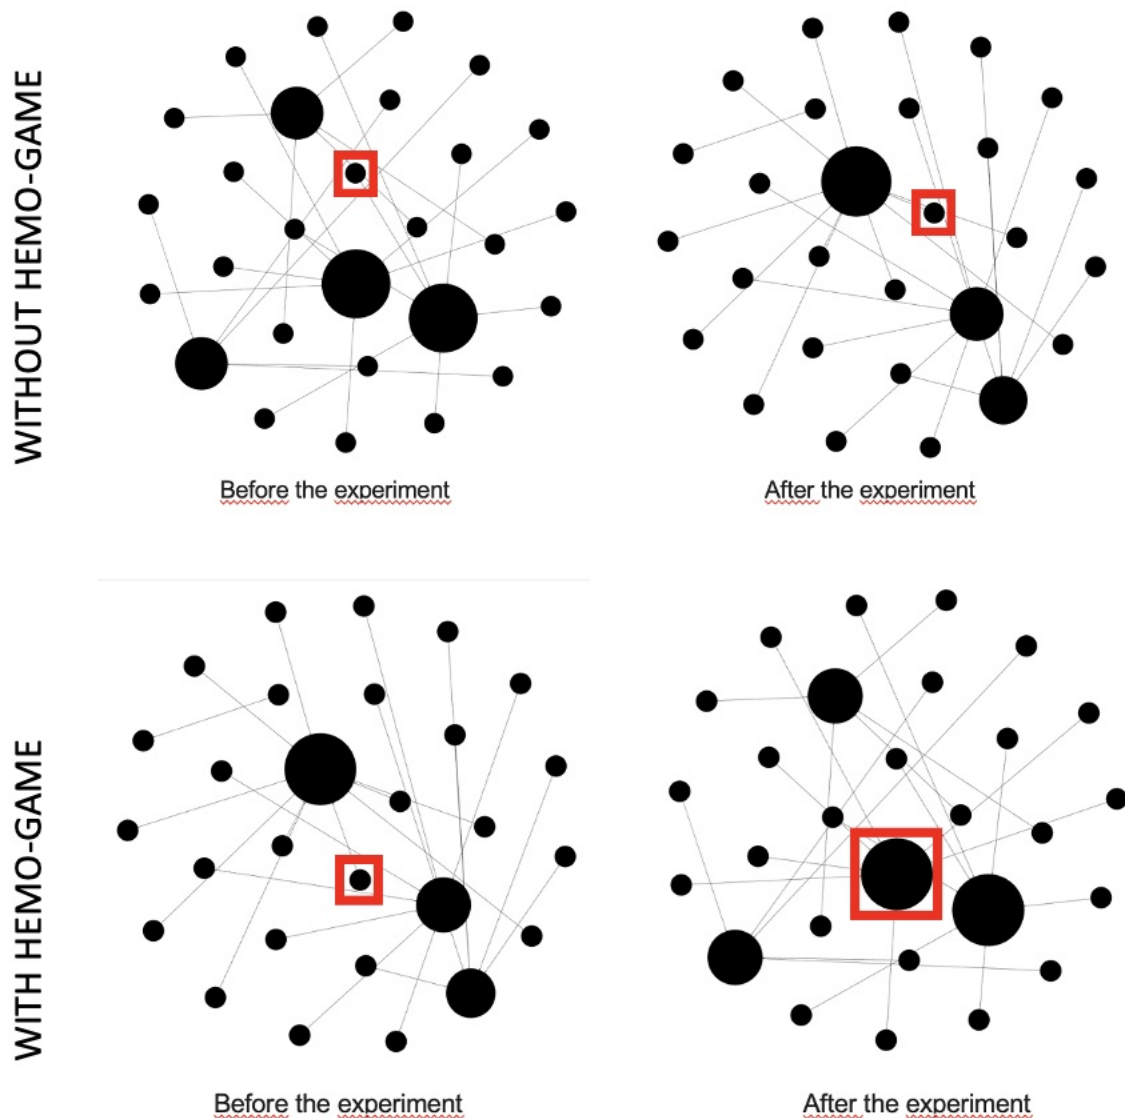 WITHOUT HEMO-GAME
Before the experiment
After the experiment
WITH HEMO-GAME
Before the experiment
After the experiment